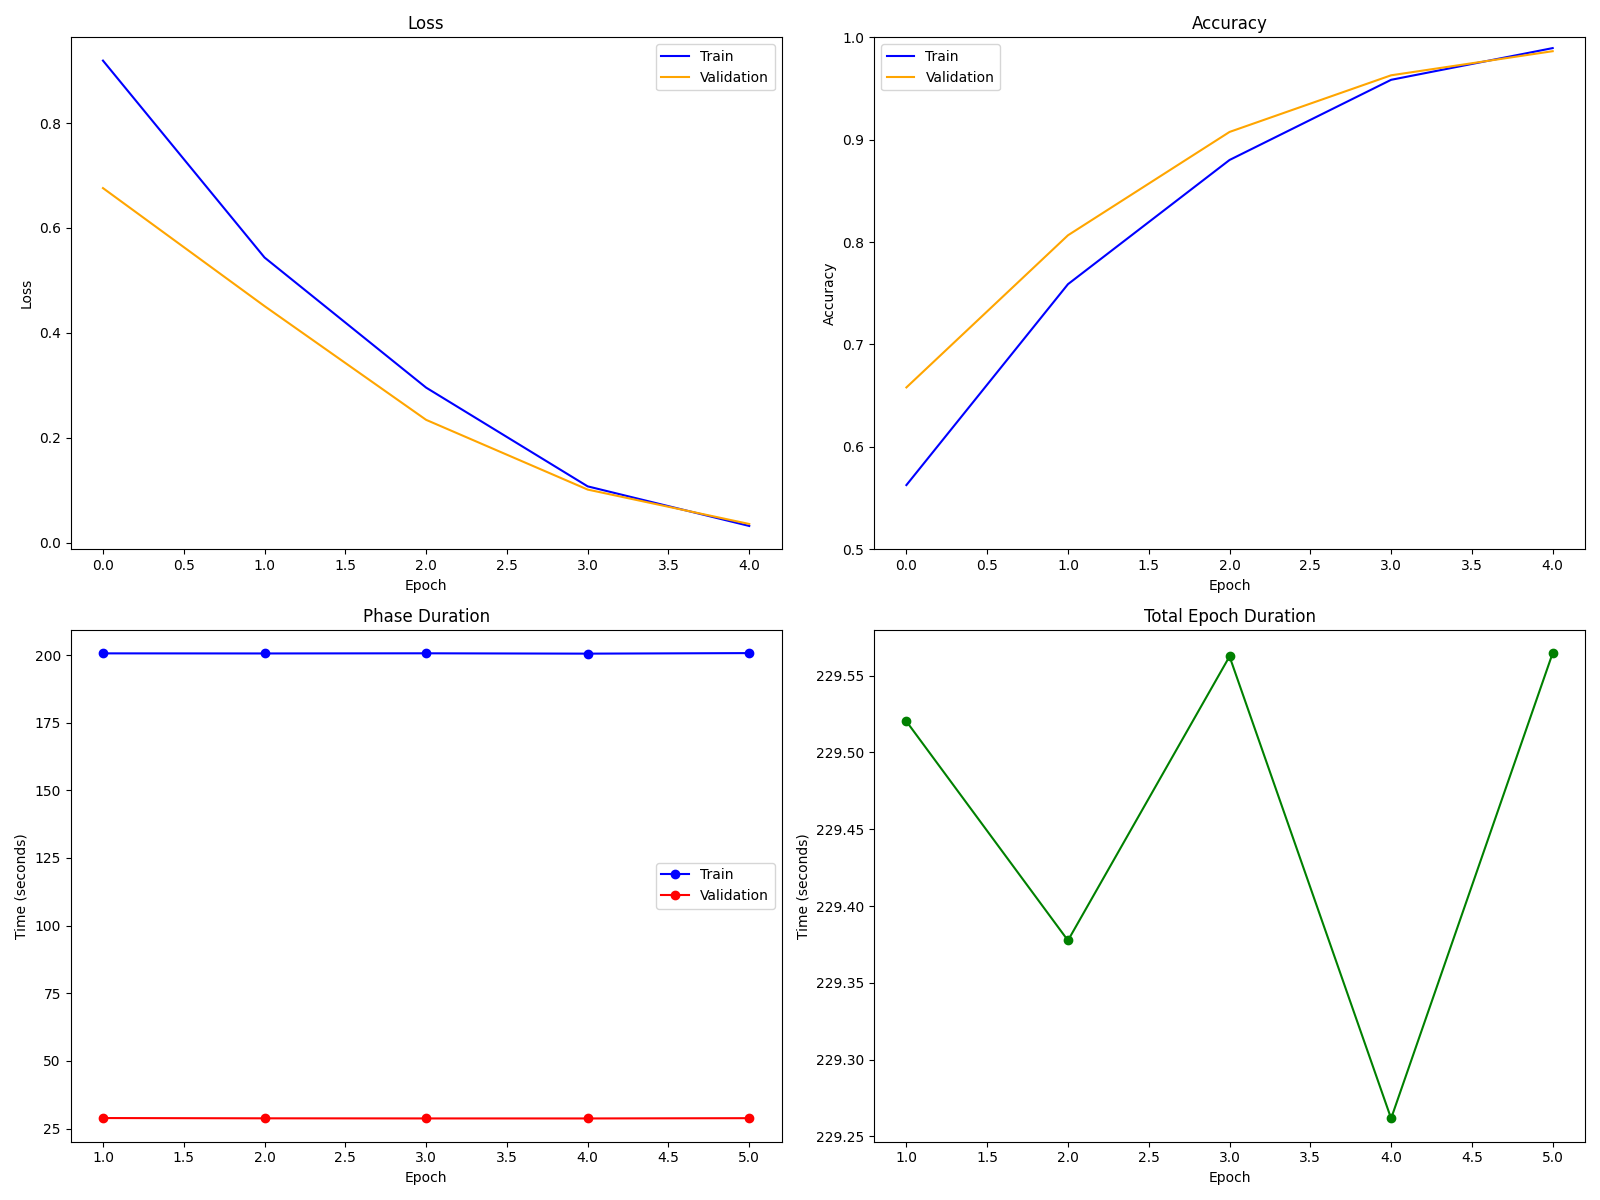 Loss
Train
Validation
0.8
0.6
0.4
0.2
0.0
Loss
0.0 0.5 1.0 1.5 2.0 2.5 3.0 3.5 4.0
Epoch
Accuracy
Train
Validation
1.0
0.9
0.8
0.7
0.6
0.5
Accuracy
0.0 0.5 1.0 1.5 2.0 2.5 3.0 3.5 4.0
Epoch
Phase Duration
200
175
150
125
100
75
50
25
Time (seconds)
Train
Validation
1.0 1.5 2.0 2.5 3.0 3.5 4.0 4.5 5.0
Epoch
Total Epoch Duration
229.55
229.50
229.45
229.40
229.35
229.30
229.25
Time (seconds)
1.0 1.5 2.0 2.5 3.0 3.5 4.0 4.5 5.0
Epoch